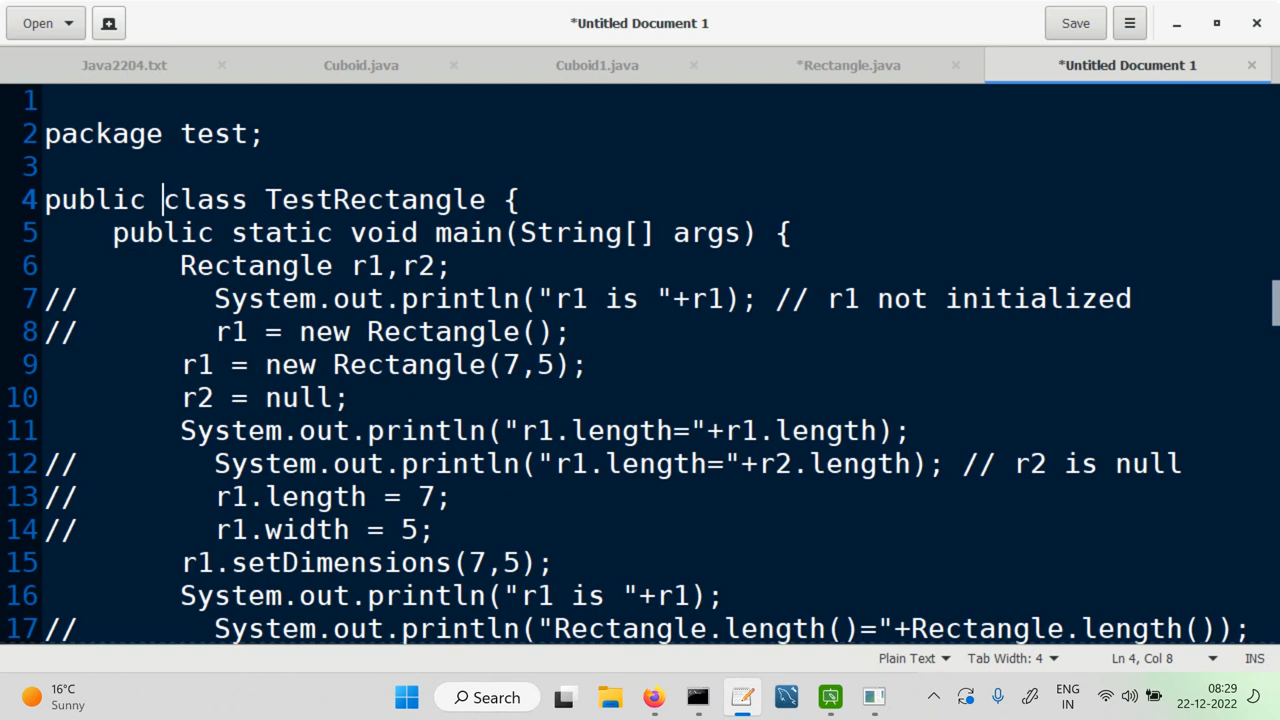 Open
*Untitled Document 1
Save
Java2204.txt
Cuboid.java
Cuboid1.java
*Rectangle.java
*Untitled Document 1
1
2 package test;
3
4 public class TestRectangle {
5 public static void main(String[] args) {
6 Rectangle r1,r2;
7 // System.out.println("r1 is "+r1); // r1 not initialized
8 // r1 = new Rectangle();
9 r1 = new Rectangle(7,5);
10 r2 = null;
11 System.out.println("r1.length="+r1.length);
12 // System.out.println("r1.length="+r2.length); // r2 is null
13 // r1.length = 7;
14 // r1.width = 5;
15 r1.setDimensions(7,5);
16 System.out.println("r1 is "+r1);
17 // System.out.println("Rectangle.length()="+Rectangle.length());
Plain Text
Tab Width: 4
Ln 4, Col 8
INS
16°C
Sunny
Search
ENG
IN
08:29
22-12-2022